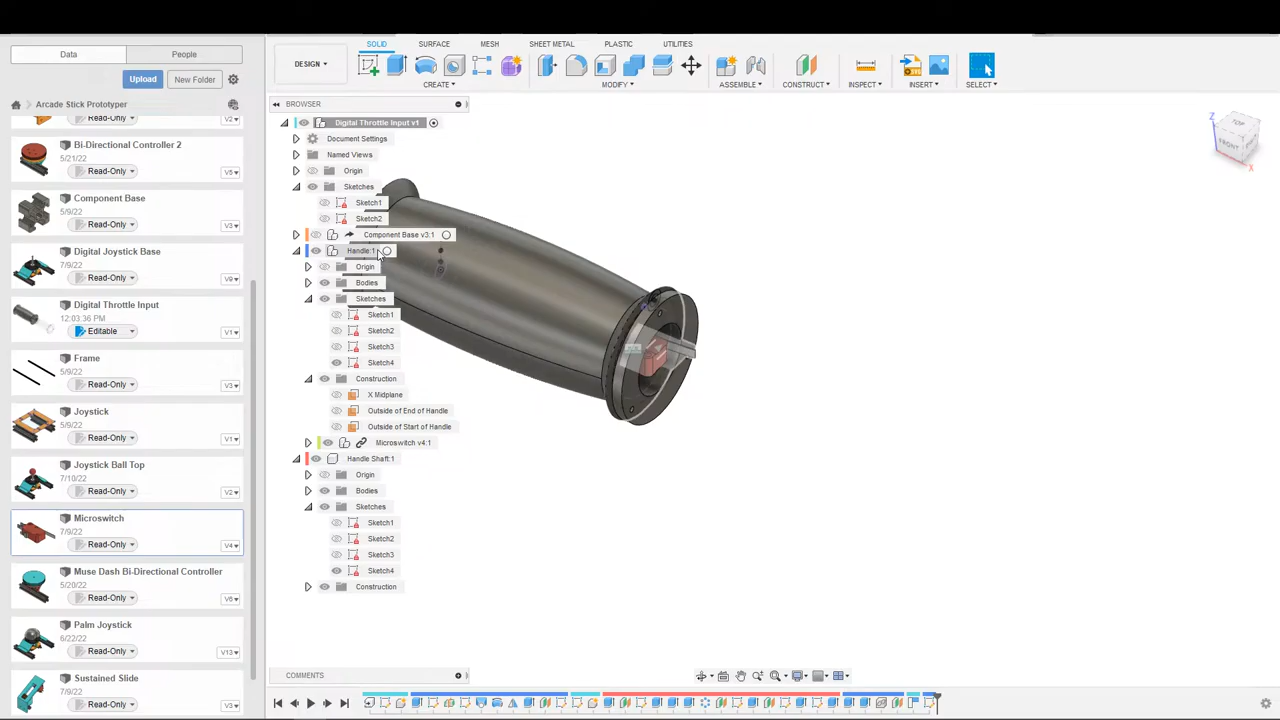 Data People
SOLID SURFACE MESH SHEET METAL PLASTIC UTILITIES
DESIGN
Upload New Folder
CREATE MODIFY ASSEMBLE CONSTRUCT INSPECT INSERT SELECT
Arcade Stick Prototyper
BROWSER
Read-Only V2
Bi-Directional Controller 2
5/21/22
Read-Only V5
Component Base
5/9/22
Read-Only V3
Digital Joystick Base
7/9/22
Read-Only V9
Digital Throttle Input
12:03:36 PM
Editable V1
Frame
5/9/22
Read-Only V3
Joystick
5/9/22
Read-Only V1
Joystick Ball Top
7/10/22
Read-Only V2
Microswitch
7/9/22
Read-Only V4
Muse Dash Bi-Directional Controller
5/20/22
Read-Only V6
Palm Joystick
6/22/22
Read-Only V13
Sustained Slide
7/9/22
Read-Only
Digital Throttle Input v1
Document Settings
Named Views
Origin
Sketches
Sketch1
Sketch2
Component Base v3:1
Handle:1
Origin
Bodies
Sketches
Sketch1
Sketch2
Sketch3
Sketch4
Construction
X Midplane
Outside of End of Handle
Outside of Start of Handle
Microswitch v4:1
Handle Shaft:1
Origin
Bodies
Sketches
Sketch1
Sketch2
Sketch3
Sketch4
Construction
COMMENTS
Z
TOP
FRONT
X